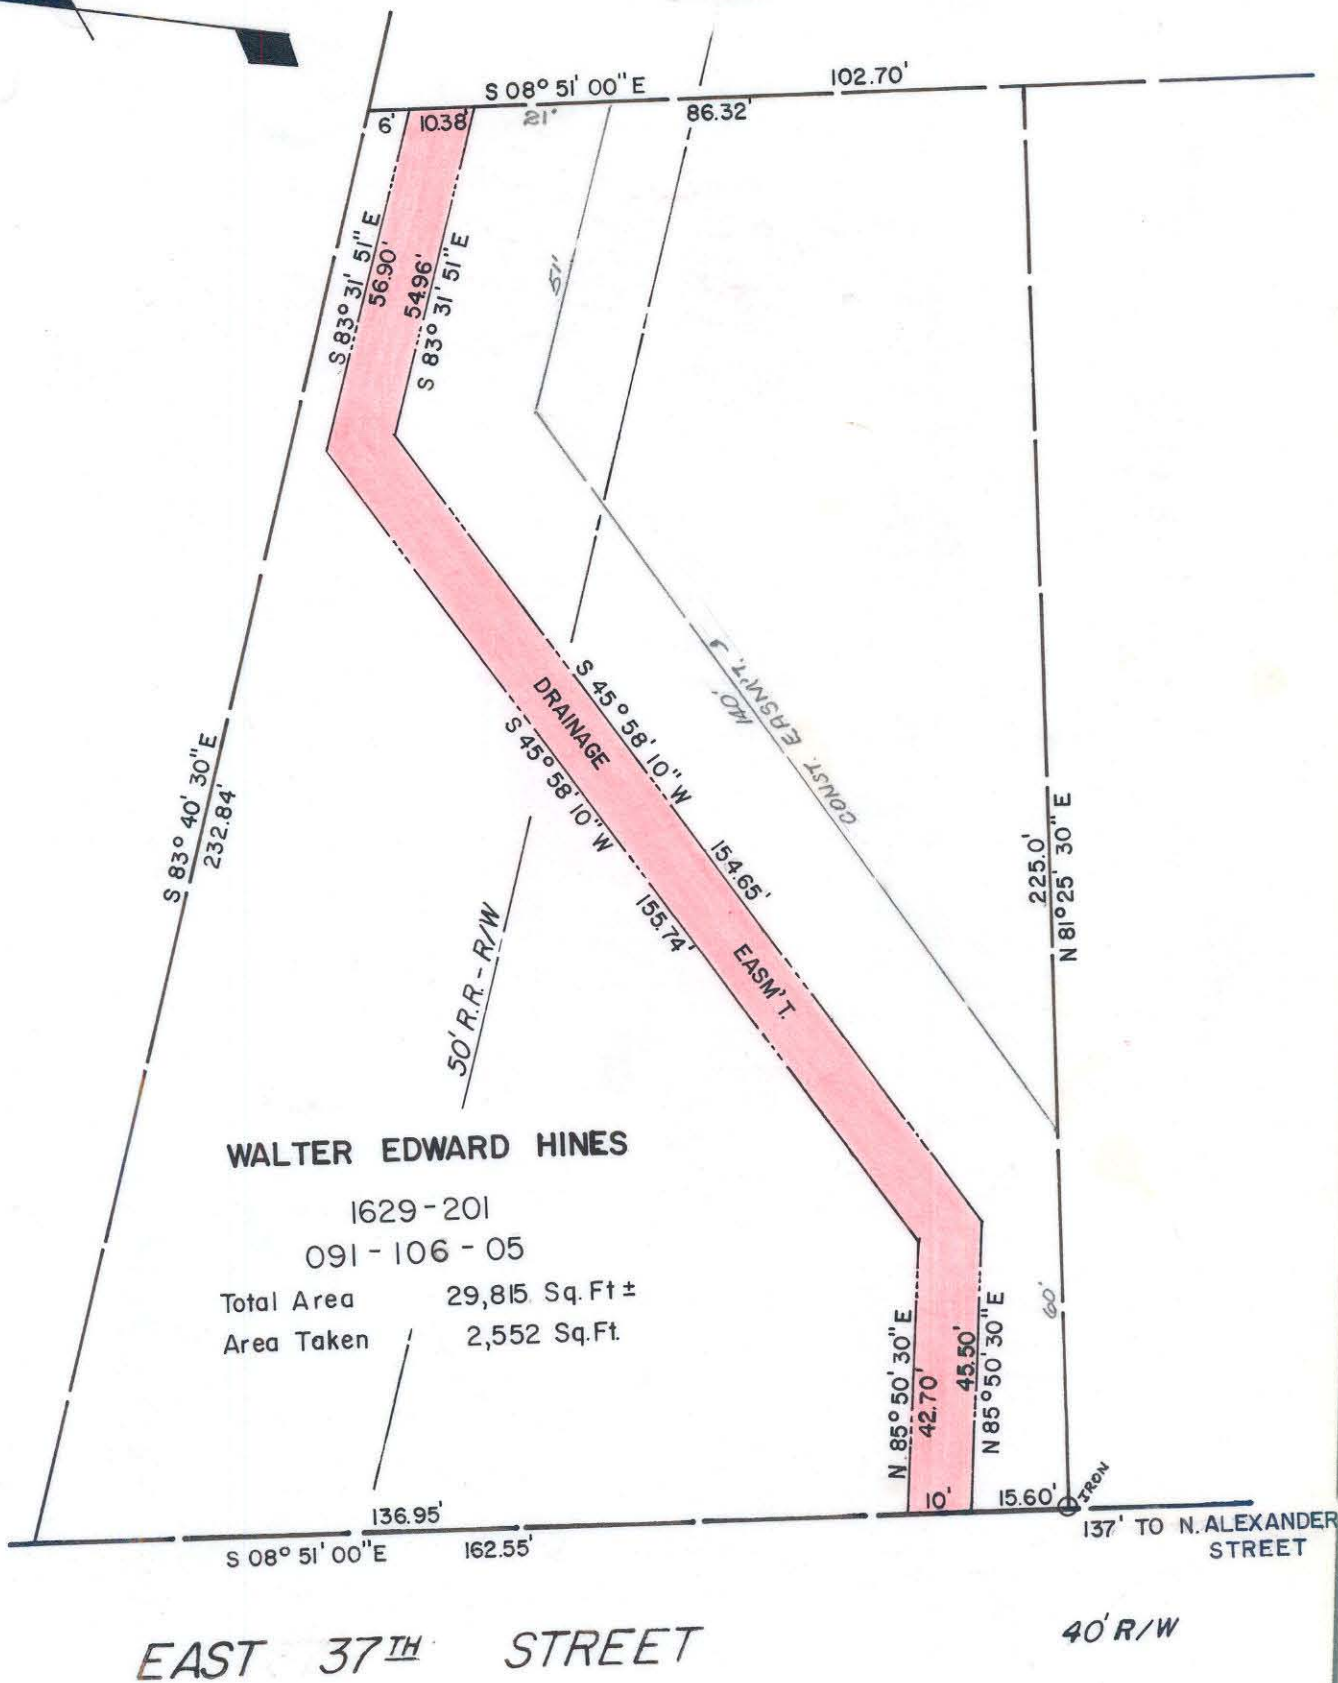 S 08° 51' 00" E
102.70'
6'
10.38'
21'
86.32'
S 83° 31' 51" E
56.90'
54.96'
S 83° 31' 51" E
51'
S 45° 58' 10" W
DRAINAGE
S 45° 58' 10" W
140'
CONST. EASM'T.
S 83° 40' 30" E
232.84'
154.65'
155.74'
EASM'T.
225.0'
N 81° 25' 30" E
50' R.R. - R/W
WALTER EDWARD HINES
1629 - 201
091 - 106 - 05
Total Area 29,815 Sq. Ft ±
Area Taken 2,552 Sq. Ft.
N 85° 50' 30" E
42.70'
45.50'
N 85° 50' 30" E
60'
10'
15.60'
IRON
136.95'
137' TO N. ALEXANDER
STREET
S 08° 51' 00" E
162.55'
EAST 37TH STREET
40' R/W